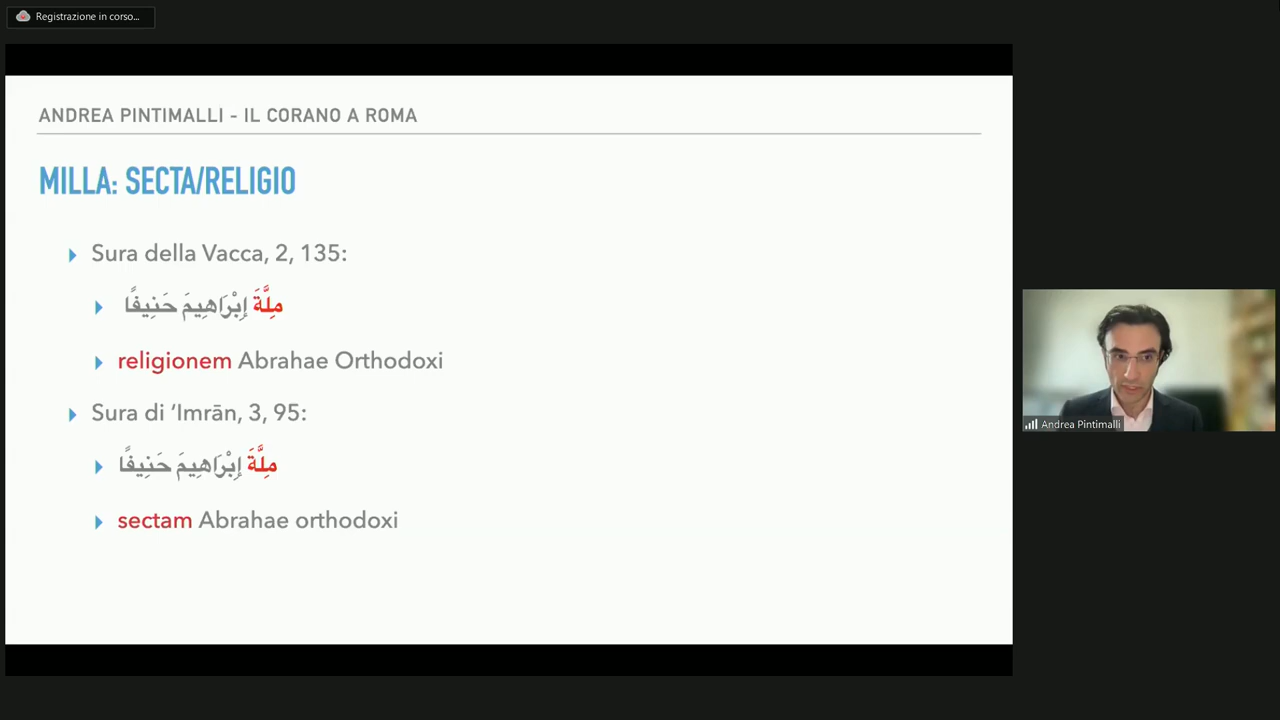 Registrazione in corso...
ANDREA PINTIMALLI - IL CORANO A ROMA
MILLA: SECTA/RELIGIO
Sura della Vacca, 2, 135:
مِلَّةَ إِبْرَاهِيمَ حَنِيفًا
religionem Abrahae Orthodoxi
Sura di ‘Imrān, 3, 95:
مِلَّةَ إِبْرَاهِيمَ حَنِيفًا
sectam Abrahae orthodoxi
Andrea Pintimalli